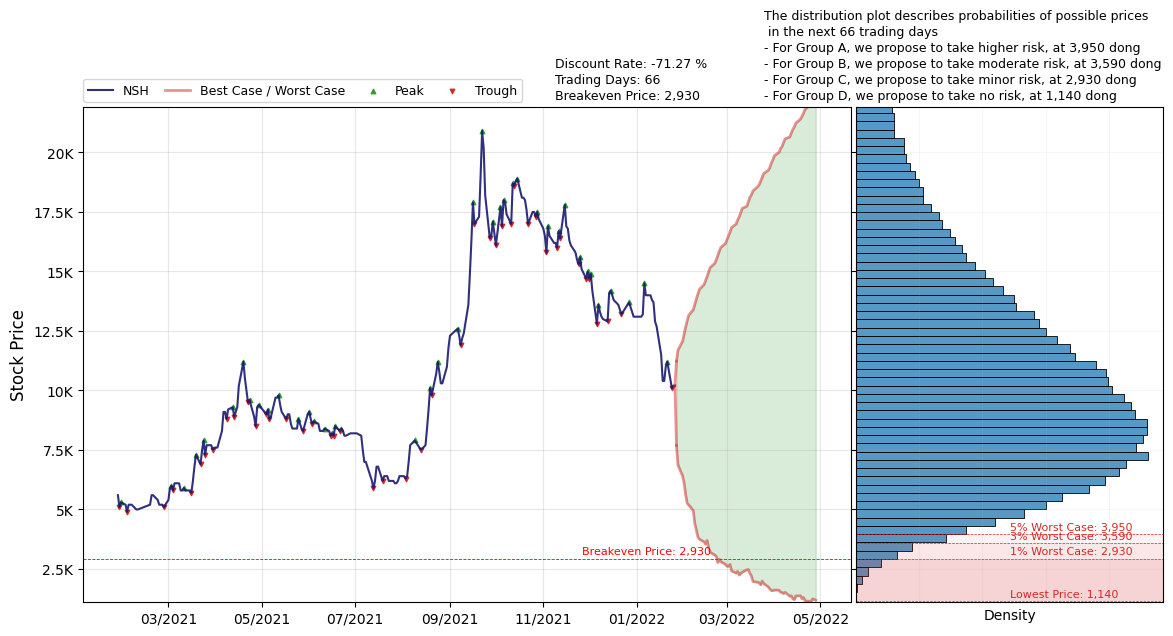 The distribution plot describes probabilities of possible prices
in the next 66 trading days
- For Group A, we propose to take higher risk, at 3,950 dong
- For Group B, we propose to take moderate risk, at 3,590 dong
- For Group C, we propose to take minor risk, at 2,930 dong
- For Group D, we propose to take no risk, at 1,140 dong
Discount Rate: -71.27 %
Trading Days: 66
Breakeven Price: 2,930
NSH
Best Case / Worst Case
Peak
Trough
Stock Price
20K
17.5K
15K
12.5K
10K
7.5K
5K
2.5K
Breakeven Price: 2,930
5% Worst Case: 3,950
3% Worst Case: 3,590
1% Worst Case: 2,930
Lowest Price: 1,140
03/2021
05/2021
07/2021
09/2021
11/2021
01/2022
03/2022
05/2022
Density